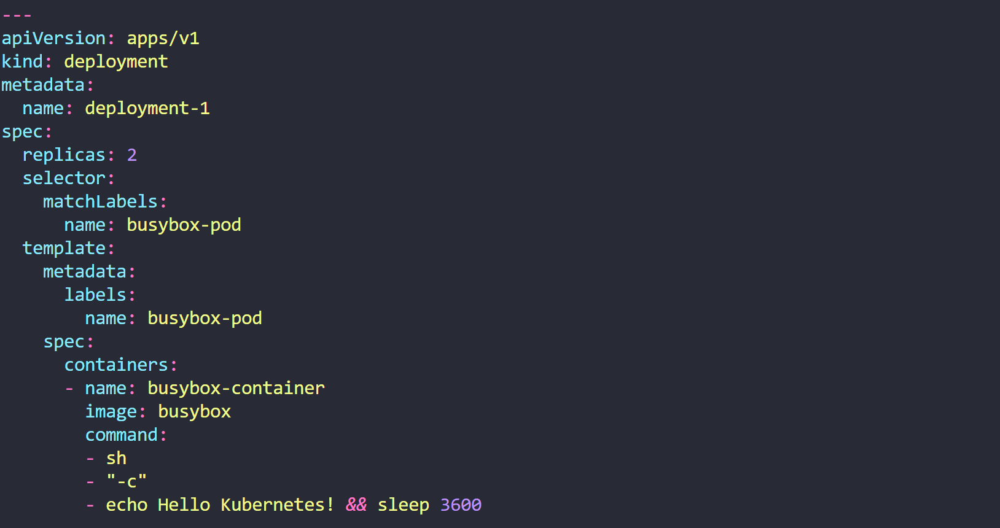 ---
apiVersion: apps/v1
kind: deployment
metadata:
  name: deployment-1
spec:
  replicas: 2
  selector:
    matchLabels:
      name: busybox-pod
  template:
    metadata:
      labels:
        name: busybox-pod
    spec:
      containers:
      - name: busybox-container
        image: busybox
        command:
        - sh
        - "-c"
        - echo Hello Kubernetes! && sleep 3600